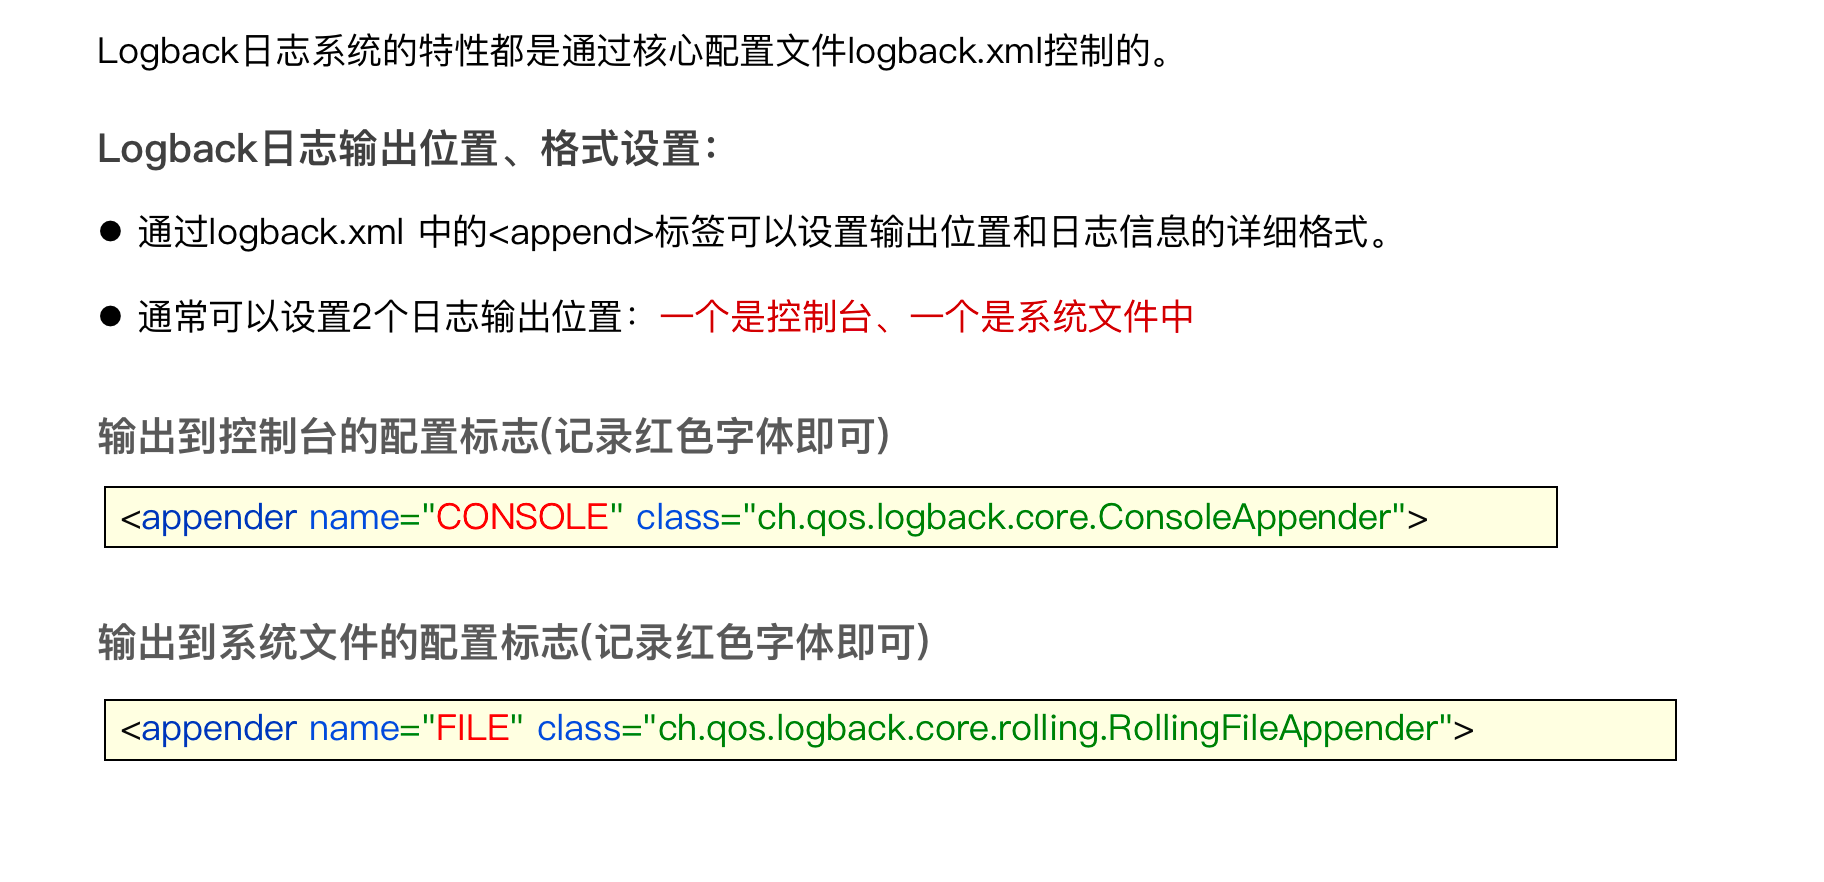 Logback日志系统的特性都是通过核心配置文件logback.xml控制的。
Logback日志输出位置、格式设置：
● 通过logback.xml 中的<append>标签可以设置输出位置和日志信息的详细格式。
● 通常可以设置2个日志输出位置：一个是控制台、一个是系统文件中
输出到控制台的配置标志(记录红色字体即可)
<appender name="CONSOLE" class="ch.qos.logback.core.ConsoleAppender">
输出到系统文件的配置标志(记录红色字体即可)
<appender name="FILE" class="ch.qos.logback.core.rolling.RollingFileAppender">